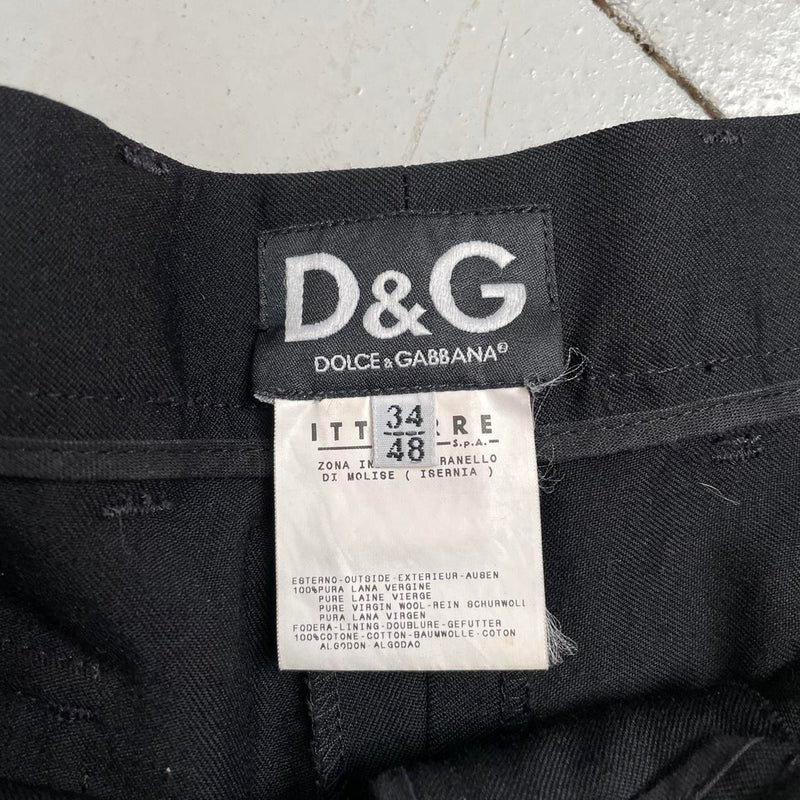 D&G
DOLCE & GABBANA®
34
48
ITT RRE
S.p.A.
ZONA IN RANELLO
DI MOLISE ( ISERNIA )
ESTERNO-OUTSIDE-EXTERIEUR-AUßEN
100%PURA LANA VERGINE
PURE LAINE VIERGE
PURE VIRGIN WOOL-REIN SCHURWOLL
PURA LANA VIRGEN
FODERA-LINING-DOUBLURE-GEFUTTER
100%COTONE-COTTON-BAUMWOLLE-COTON
ALGODON-ALGODAO